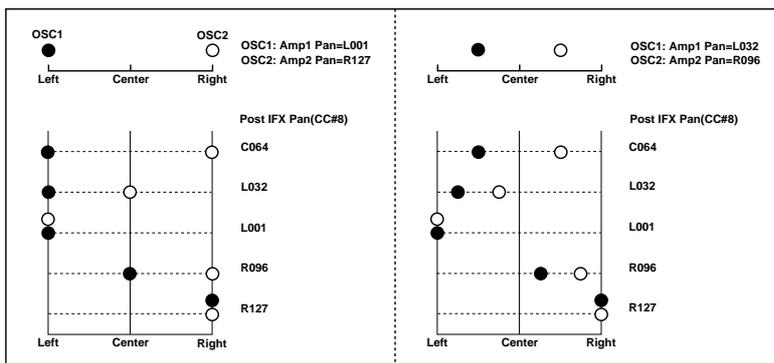 OSC1 OSC2
OSC1: Amp1 Pan=L001
OSC2: Amp2 Pan=R127
Left Center Right
Post IFX Pan(CC#8)
C064
L032
L001
R096
R127
Left Center Right
OSC1: Amp1 Pan=L032
OSC2: Amp2 Pan=R096
Left Center Right
Post IFX Pan(CC#8)
C064
L032
L001
R096
R127
Left Center Right